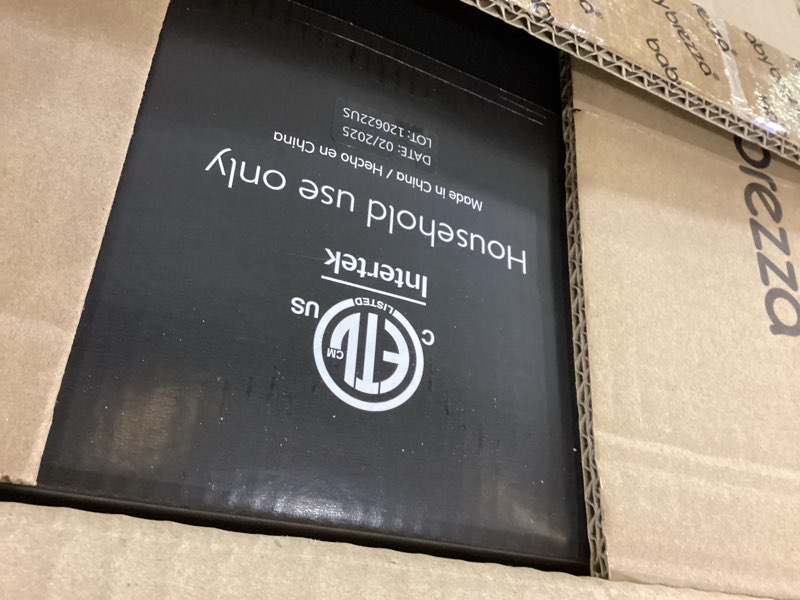 C ETL CM US
LISTED
Intertek
Household use only
Made in China / Hecho en China
DATE: 02/2025
LOT: 120622US
baby brezza®
brezza